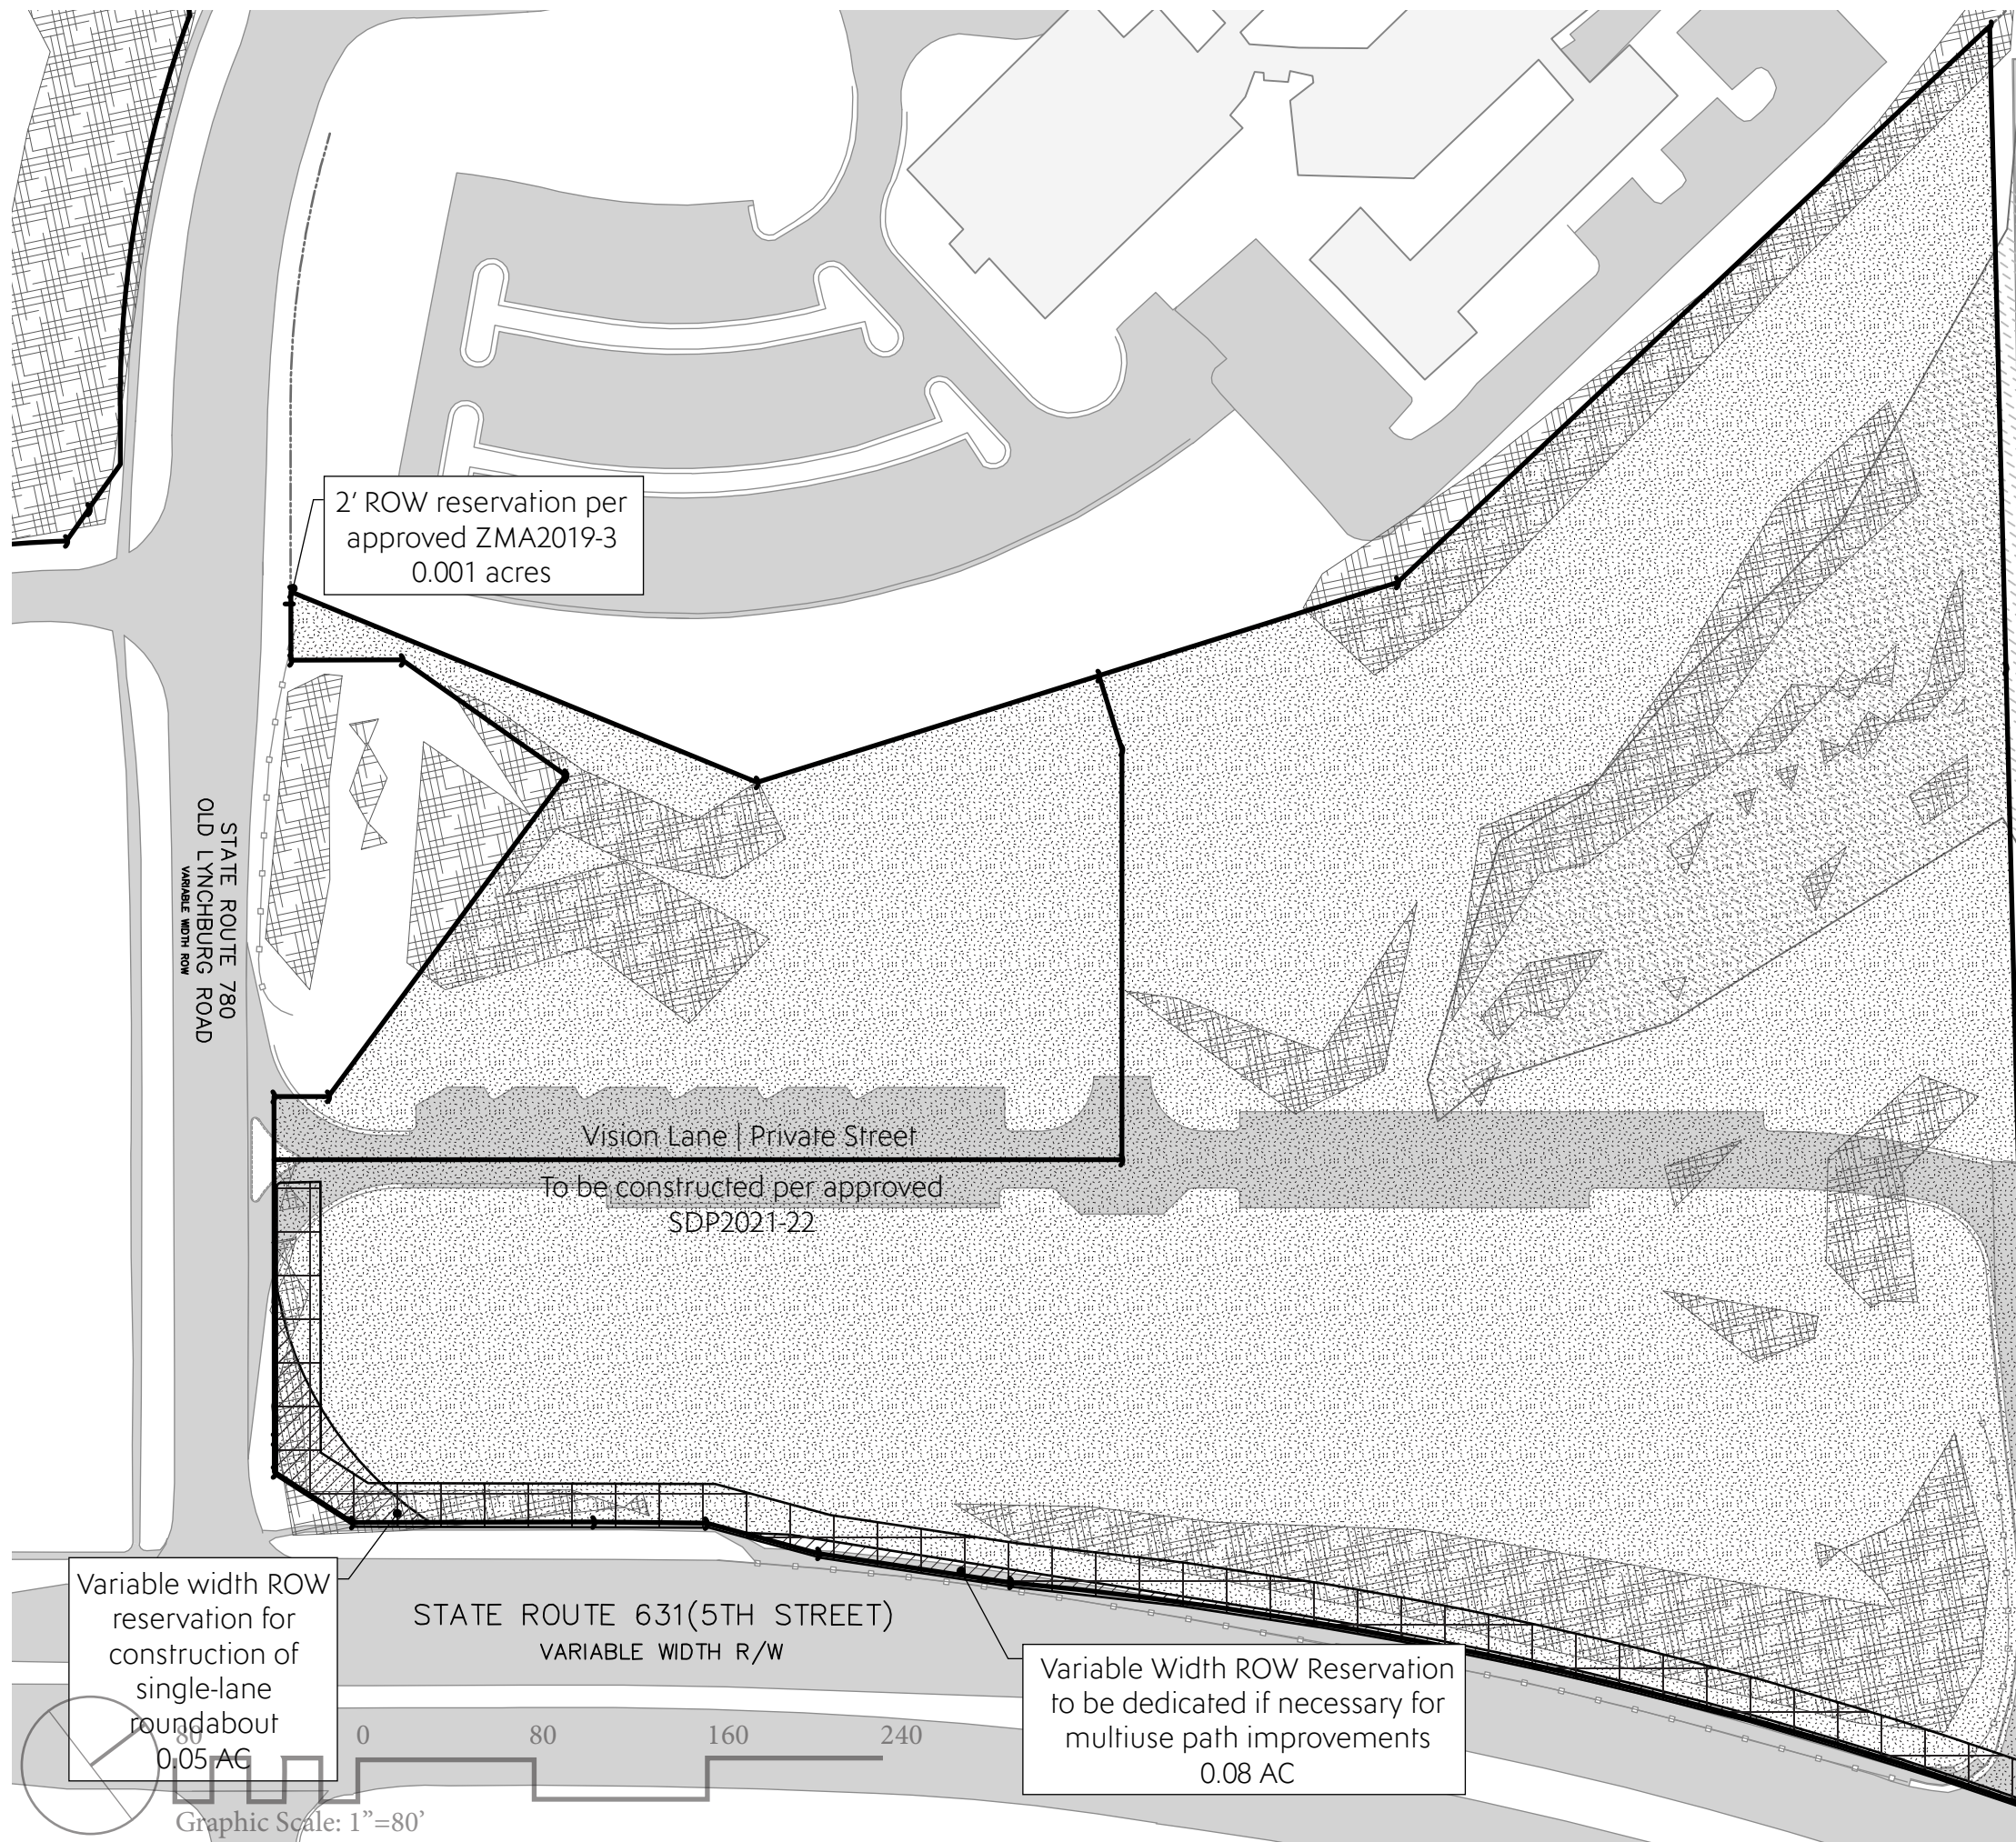 2' ROW reservation per
approved ZMA2019-3
0.001 acres
STATE ROUTE 780
OLD LYNCHBURG ROAD
VARIABLE WIDTH ROW
Vision Lane | Private Street
To be constructed per approved
SDP2021-22
Variable width ROW
reservation for
construction of
single-lane
roundabout
0.05 AC
STATE ROUTE 631(5TH STREET)
VARIABLE WIDTH R/W
Variable Width ROW Reservation
to be dedicated if necessary for
multiuse path improvements
0.08 AC
80 0 80 160 240
Graphic Scale: 1"=80'